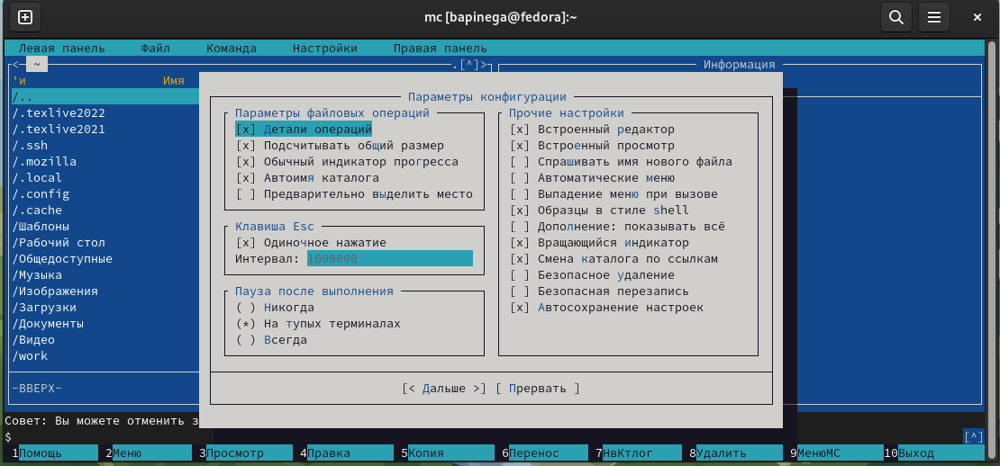 mc [bapinega@fedora]:~
Левая панель Файл Команда Настройки Правая панель
<- ~ .[^]> Информация
'и Имя
/..
/.texlive2022
/.texlive2021
/.ssh
/.mozilla
/.local
/.config
/.cache
/Шаблоны
/Рабочий стол
/Общедоступные
/Музыка
/Изображения
/Загрузки
/Документы
/Видео
/work
-ВВЕРХ-
Параметры конфигурации
Параметры файловых операций
[x] Детали операций
[x] Подсчитывать общий размер
[x] Обычный индикатор прогресса
[x] Автоимя каталога
[ ] Предварительно выделить место
Клавиша Esc
[x] Одиночное нажатие
Интервал: 1000000
Пауза после выполнения
( ) Никогда
(*) На тупых терминалах
( ) Всегда
Прочие настройки
[x] Встроенный редактор
[x] Встроенный просмотр
[ ] Спрашивать имя нового файла
[ ] Автоматические меню
[ ] Выпадение меню при вызове
[x] Образцы в стиле shell
[ ] Дополнение: показывать всё
[x] Вращающийся индикатор
[x] Смена каталога по ссылкам
[ ] Безопасное удаление
[ ] Безопасная перезапись
[x] Автосохранение настроек
[< Дальше >] [ Прервать ]
Совет: Вы можете отменить з
$ [^]
1Помощь 2Меню 3Просмотр 4Правка 5Копия 6Перенос 7НвКтлог 8Удалить 9МенюМС 10Выход